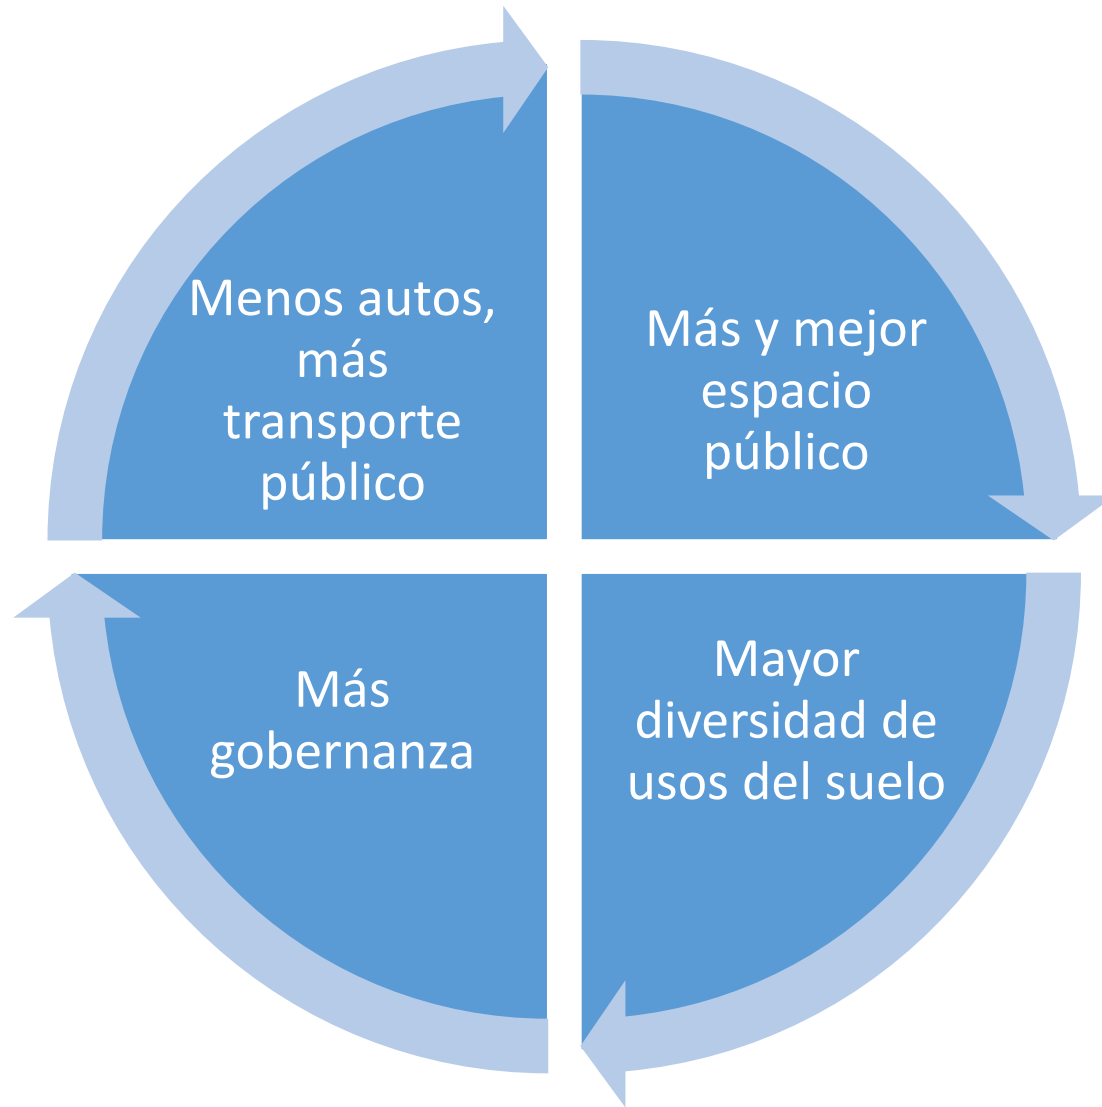 Menos autos,
más
transporte
público
Más y mejor
espacio
público
Más
gobernanza
Mayor
diversidad de
usos del suelo